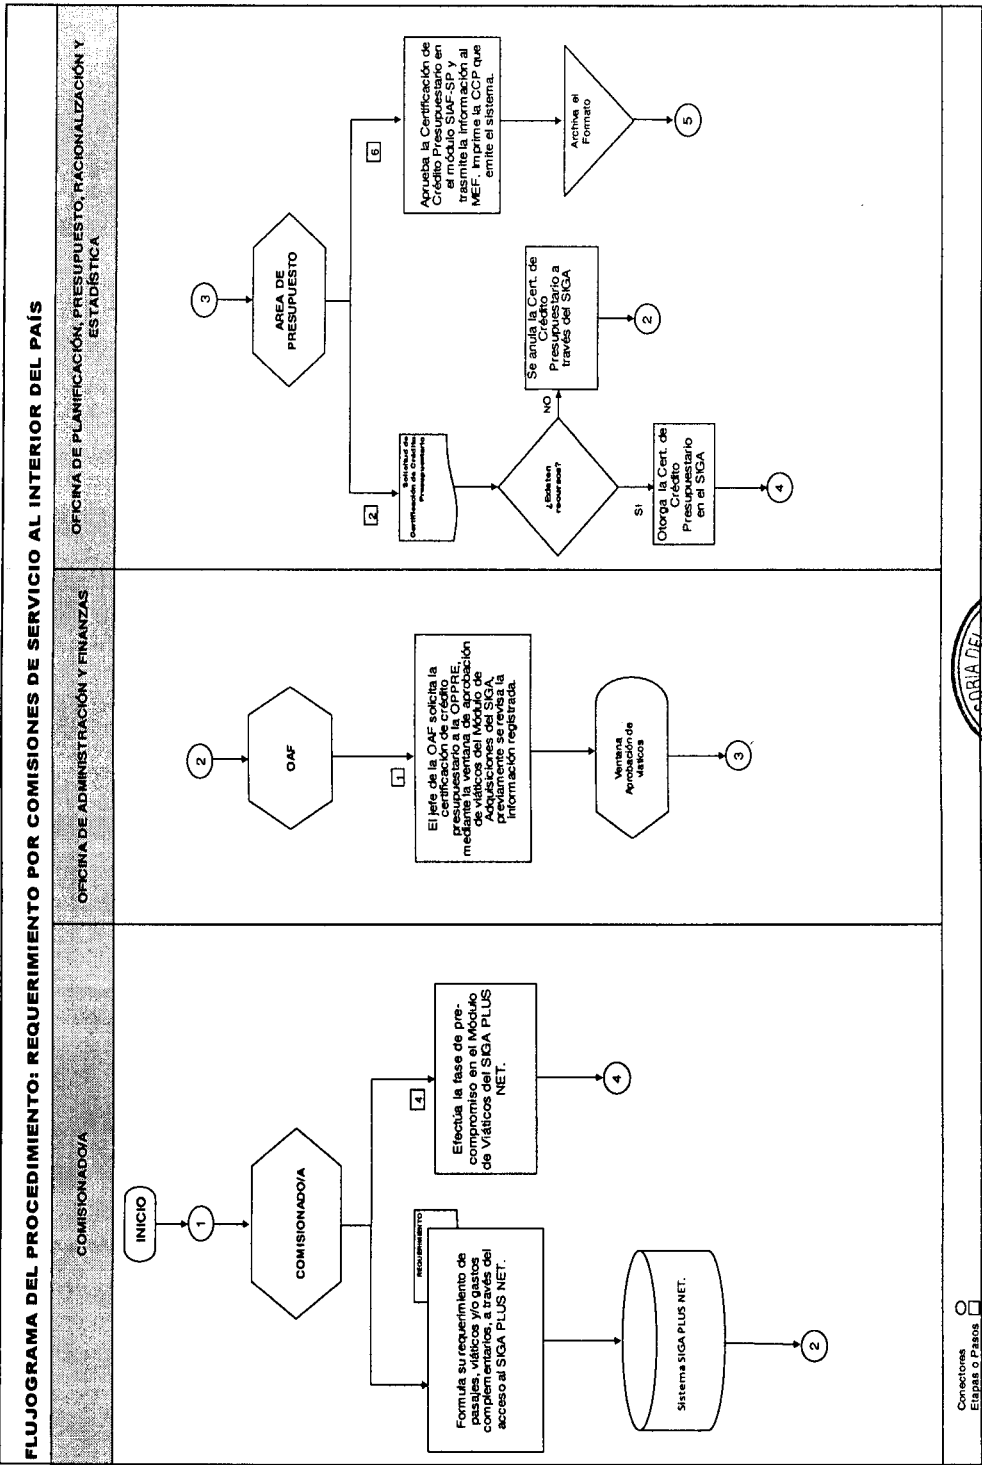 FLUJOGRAMA DEL PROCEDIMIENTO: REQUERIMIENTO POR COMISIONES DE SERVICIO AL INTERIOR DEL PAÍS
COMISIONADO/A
INICIO
1
COMISIONADO/A
REQUERIMIENTO
Formula su requerimiento de
pasajes, viáticos y/o gastos
complementarios, a través del
acceso al SIGA PLUS NET.
Sistema SIGA PLUS NET.
2
4
Efectúa la fase de pre-
compromiso en el Módulo
de Viáticos del SIGA PLUS
NET.
4
OFICINA DE ADMINISTRACIÓN Y FINANZAS
2
OAF
1
El jefe de la OAF solicita la
certificación de crédito
presupuestario a la OPPRE,
mediante la ventana de aprobación
de viáticos del Módulo de
Adquisiciones del SIGA,
previamente se revisa la
información registrada.
Ventana
Aprobación de
viáticos
3
OFICINA DE PLANIFICACIÓN, PRESUPUESTO, RACIONALIZACIÓN Y
ESTADÍSTICA
3
AREA DE
PRESUPUESTO
2
Solicitud de
Certificación de Crédito
Presupuestario
¿Existen
recursos?
NO
Se anula la Cert. de
Crédito
Presupuestario a
través del SIGA
2
SI
Otorga la Cert. de
Crédito
Presupuestario
en el SIGA
4
6
Aprueba la Certificación de
Crédito Presupuestario en
el módulo SIAF-SP y
trasmite la información al
MEF. Imprime la CCP que
emite el sistema.
Archiva el
Formato
5
Conectores
Etapas o Pasos